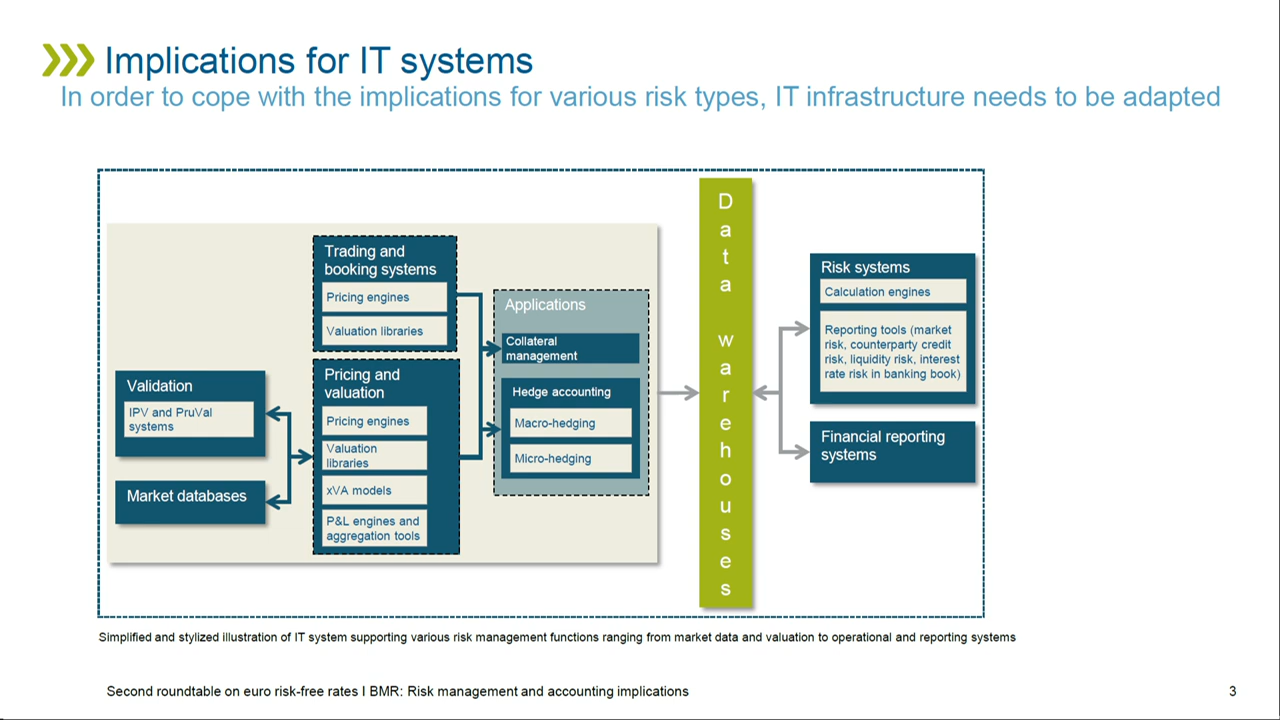 Implications for IT systems
In order to cope with the implications for various risk types, IT infrastructure needs to be adapted
Trading and
booking systems
Pricing engines
Valuation libraries
Pricing and
valuation
Pricing engines
Valuation
libraries
xVA models
P&L engines and
aggregation tools
Validation
IPV and PruVal
systems
Market databases
Applications
Collateral
management
Hedge accounting
Macro-hedging
Micro-hedging
Data warehouses
Risk systems
Calculation engines
Reporting tools (market
risk, counterparty credit
risk, liquidity risk, interest
rate risk in banking book)
Financial reporting
systems
Simplified and stylized illustration of IT system supporting various risk management functions ranging from market data and valuation to operational and reporting systems
Second roundtable on euro risk-free rates I BMR: Risk management and accounting implications
3